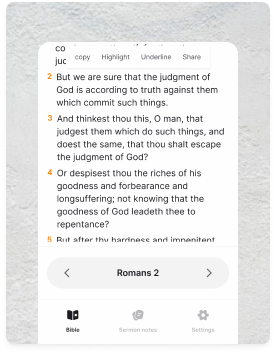 co
juc
copy Highlight Underline Share
2 But we are sure that the judgment of
God is according to truth against them
which commit such things.
3 And thinkest thou this, O man, that
judgest them which do such things, and
doest the same, that thou shalt escape
the judgment of God?
4 Or despisest thou the riches of his
goodness and forbearance and
longsuffering; not knowing that the
goodness of God leadeth thee to
repentance?
5 But after thy hardness and impenitent
Romans 2
Bible Sermon notes Settings